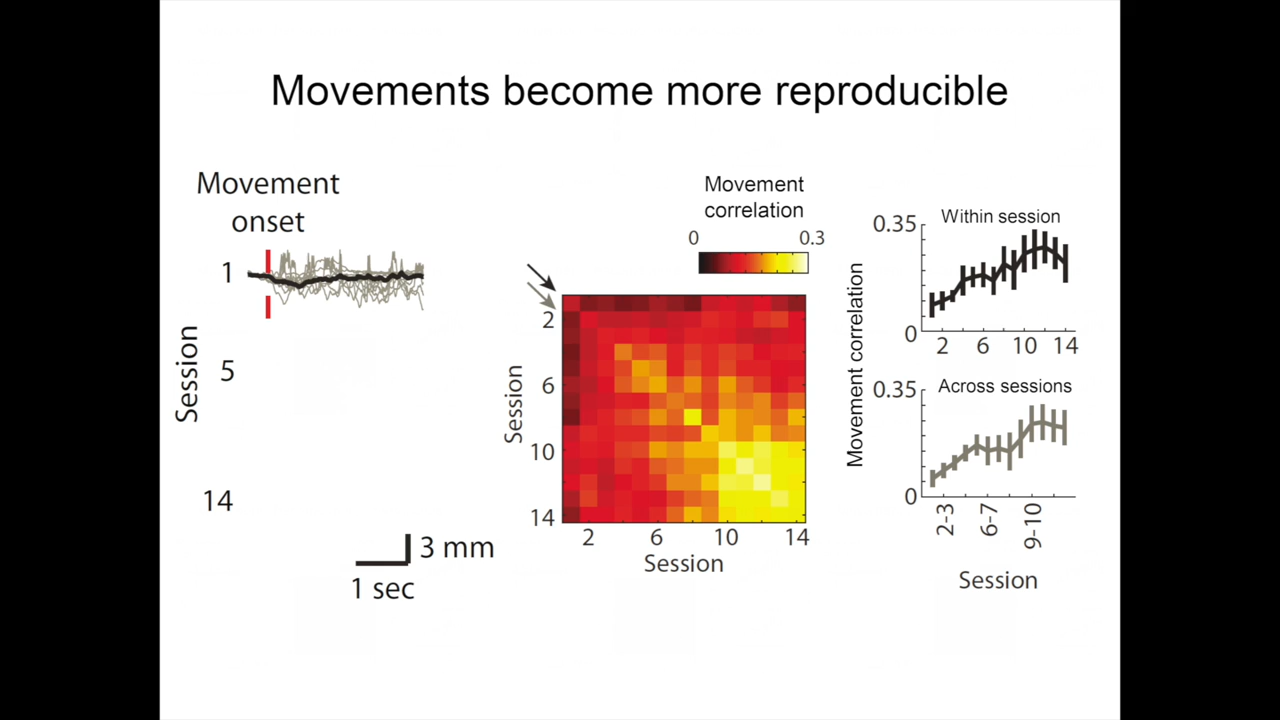 Movements become more reproducible
Movement
onset
1
5
14
Session
3 mm
1 sec
Movement
correlation
0
0.3
2
6
10
14
Session
2
6
10
14
Session
Movement correlation
Within session
0.35
0
2
6
10
14
Across sessions
0.35
0
2-3
6-7
9-10
Session